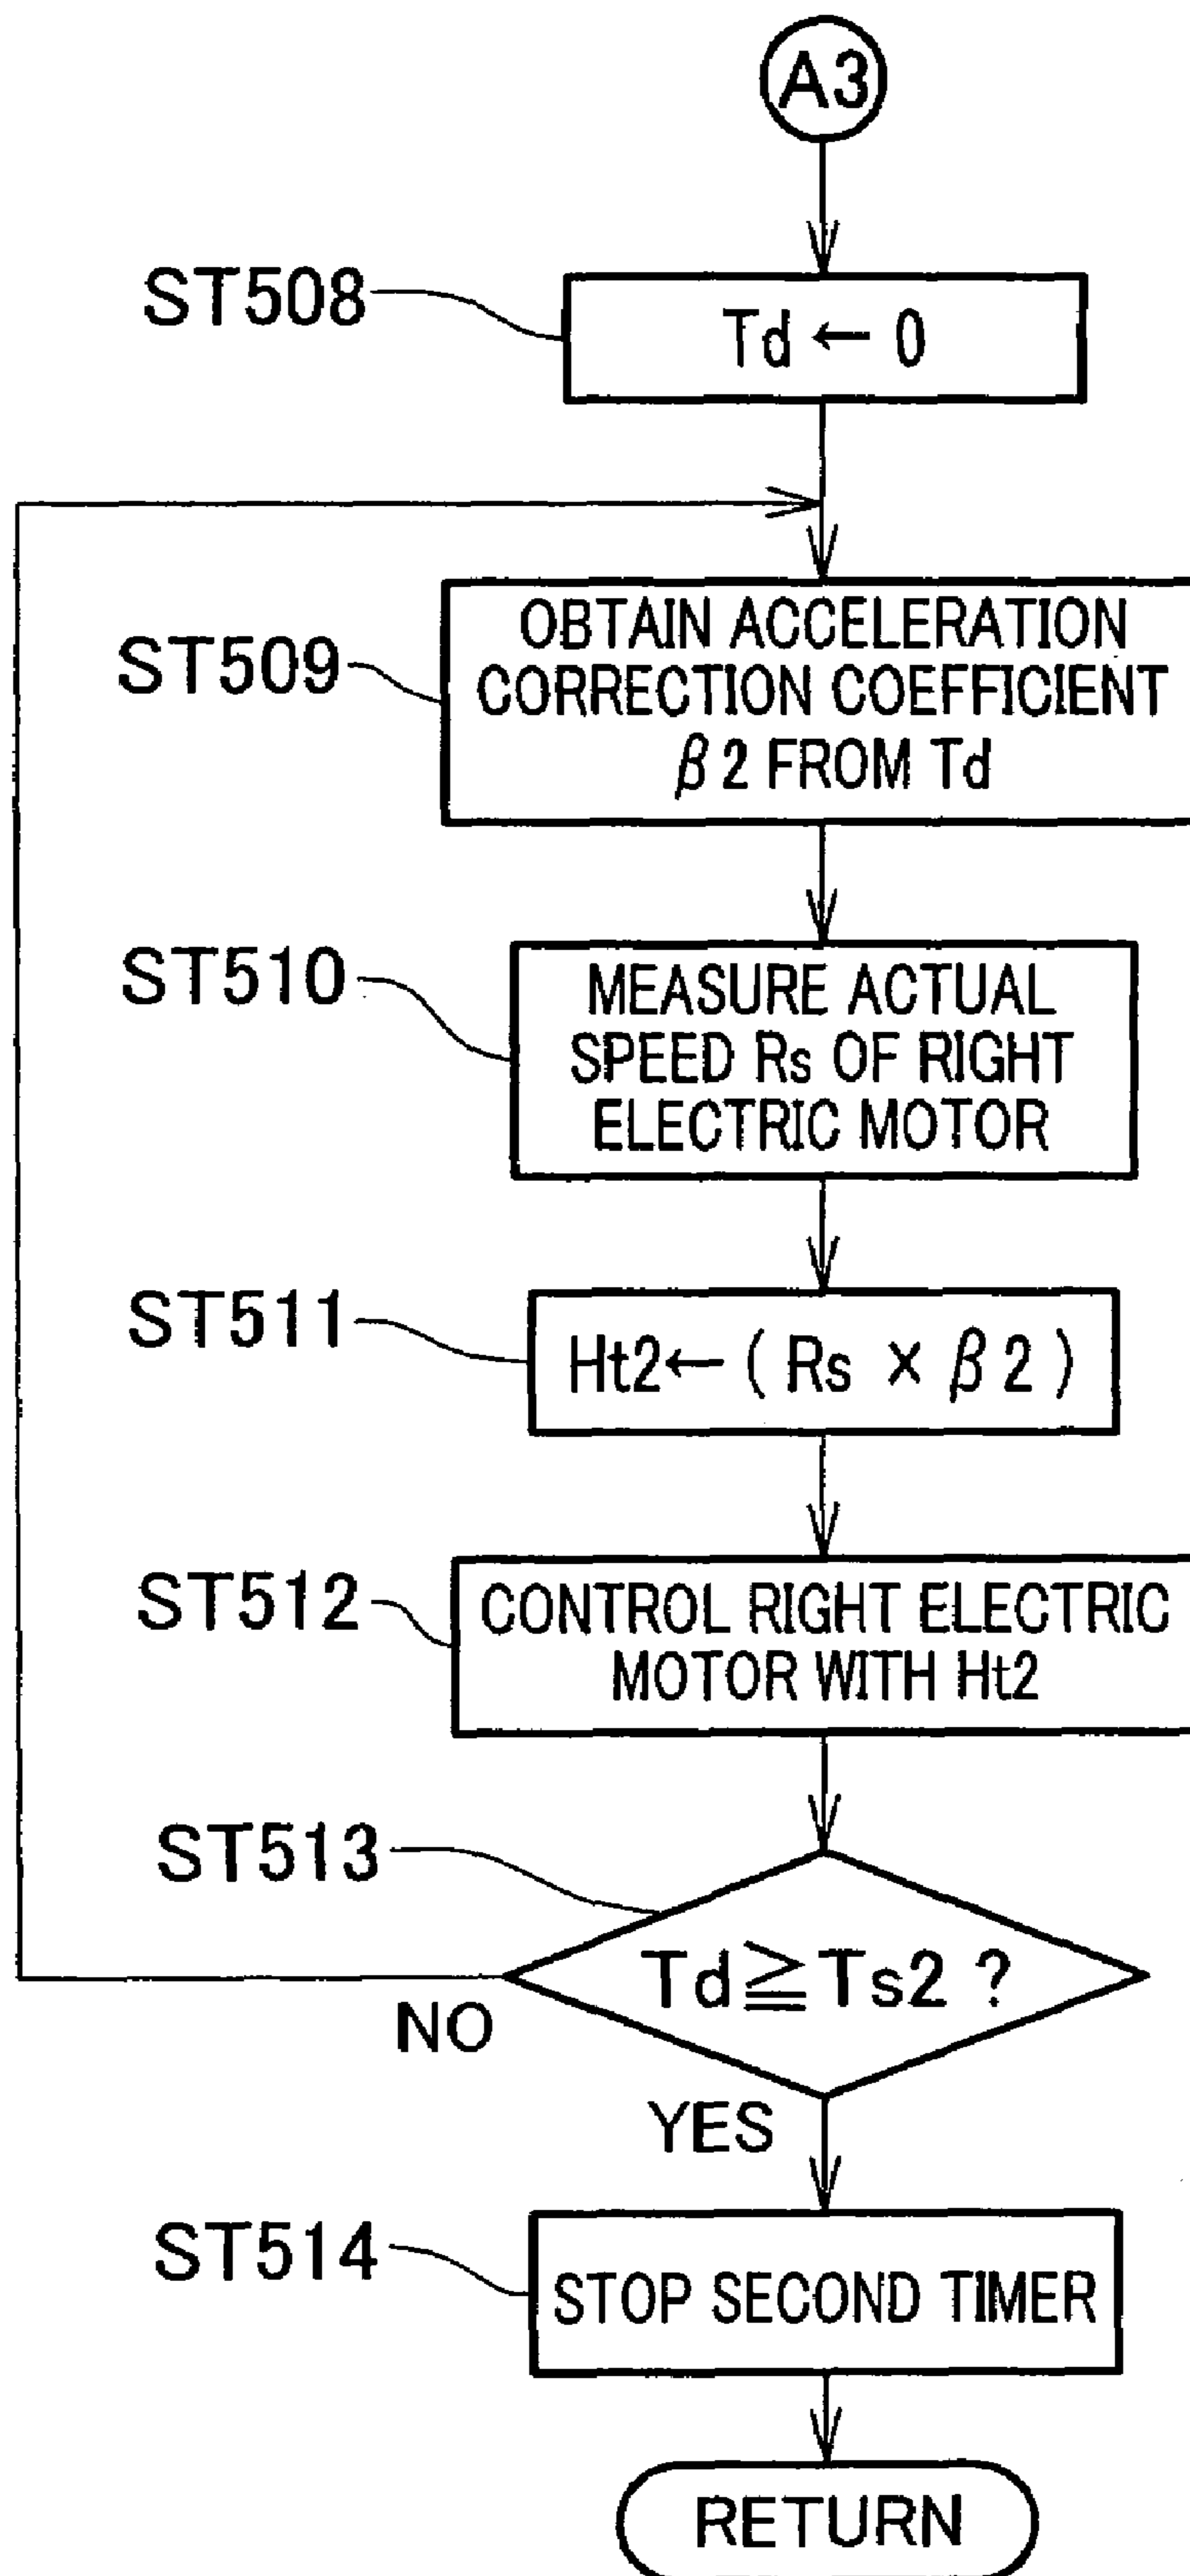 A3
ST508
Td ← 0
ST509
OBTAIN ACCELERATION
CORRECTION COEFFICIENT
β2 FROM Td
ST510
MEASURE ACTUAL
SPEED Rs OF RIGHT
ELECTRIC MOTOR
ST511
Ht2←( Rs × β2 )
ST512
CONTROL RIGHT ELECTRIC
MOTOR WITH Ht2
ST513
Td≧Ts2 ?
NO
YES
ST514
STOP SECOND TIMER
RETURN